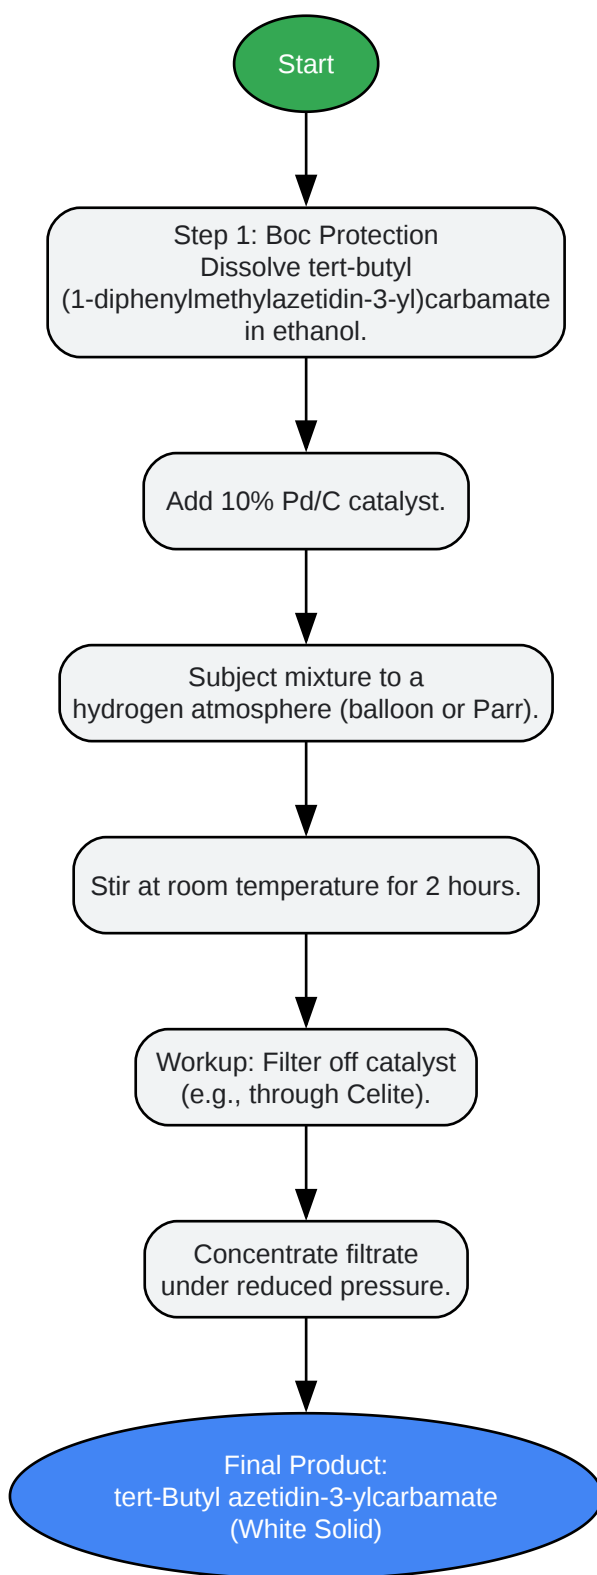 Start
Step 1: Boc Protection
Dissolve tert-butyl
(1-diphenylmethylazetidin-3-yl)carbamate
in ethanol.
Add 10% Pd/C catalyst.
Subject mixture to a
hydrogen atmosphere (balloon or Parr).
Stir at room temperature for 2 hours.
Workup: Filter off catalyst
(e.g., through Celite).
Concentrate filtrate
under reduced pressure.
Final Product:
tert-Butyl azetidin-3-ylcarbamate
(White Solid)